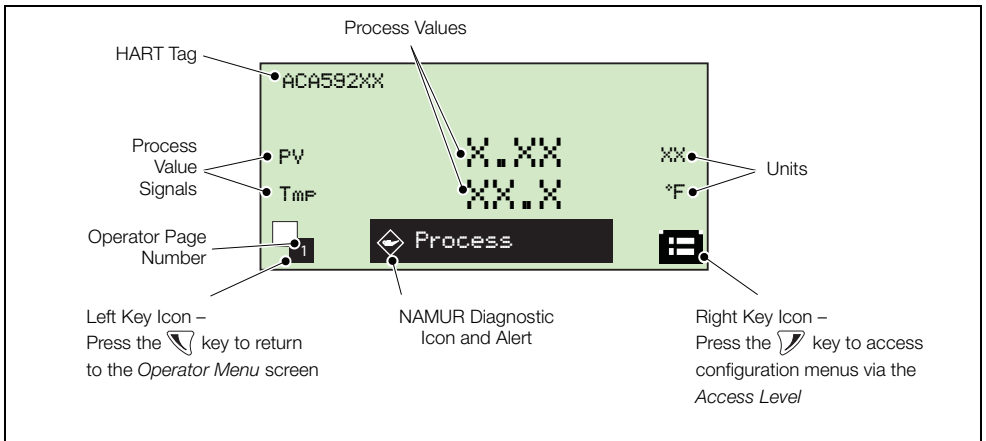 Process Values
HART Tag
ACA592XX
Process
Value
Signals
PV
X.XX
XX
Units
Tmp
XX.X
°F
Operator Page
Number
1
Process
Left Key Icon –
Press the key to return
to the Operator Menu screen
NAMUR Diagnostic
Icon and Alert
Right Key Icon –
Press the key to access
configuration menus via the
Access Level